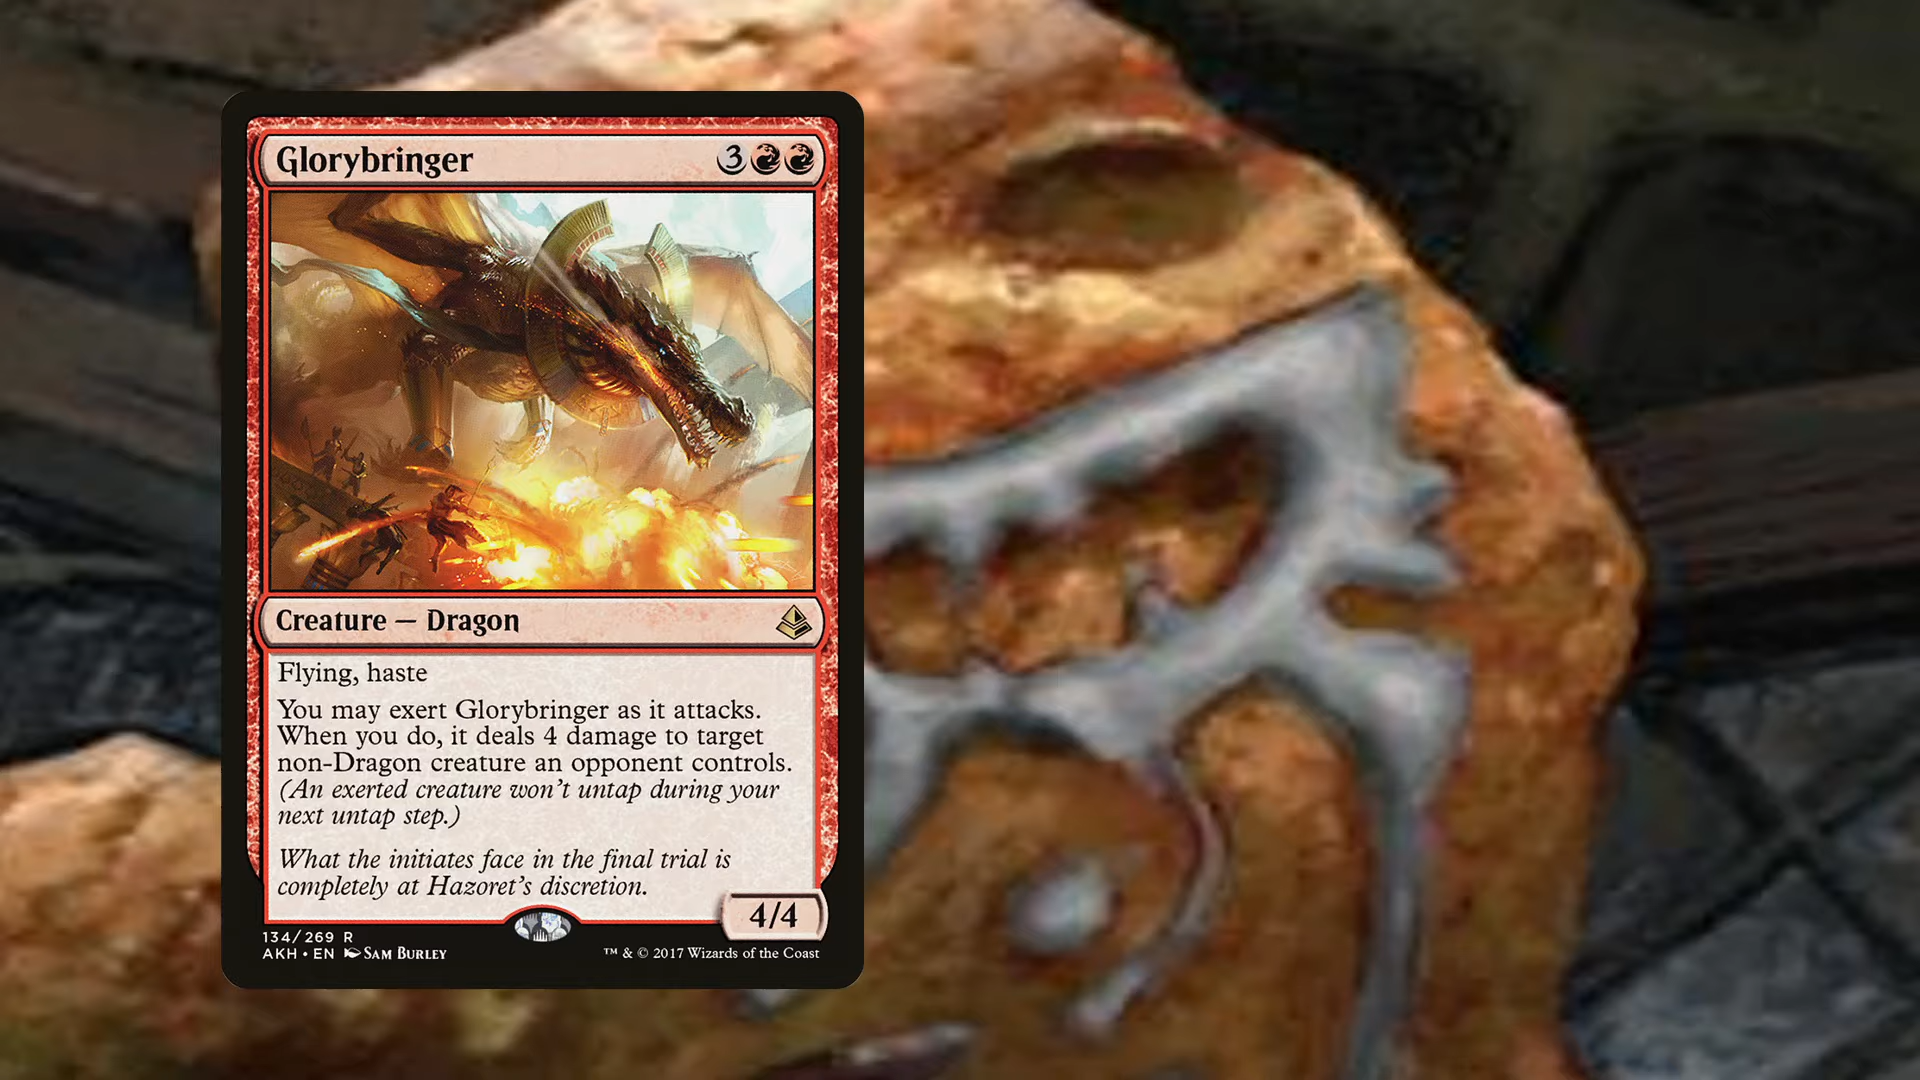 Glorybringer 3
Creature — Dragon
Flying, haste
You may exert Glorybringer as it attacks.
When you do, it deals 4 damage to target
non-Dragon creature an opponent controls.
(An exerted creature won't untap during your
next untap step.)
What the initiates face in the final trial is
completely at Hazoret's discretion.
4/4
134/269 R
AKH • EN Sam Burley
™ & © 2017 Wizards of the Coast